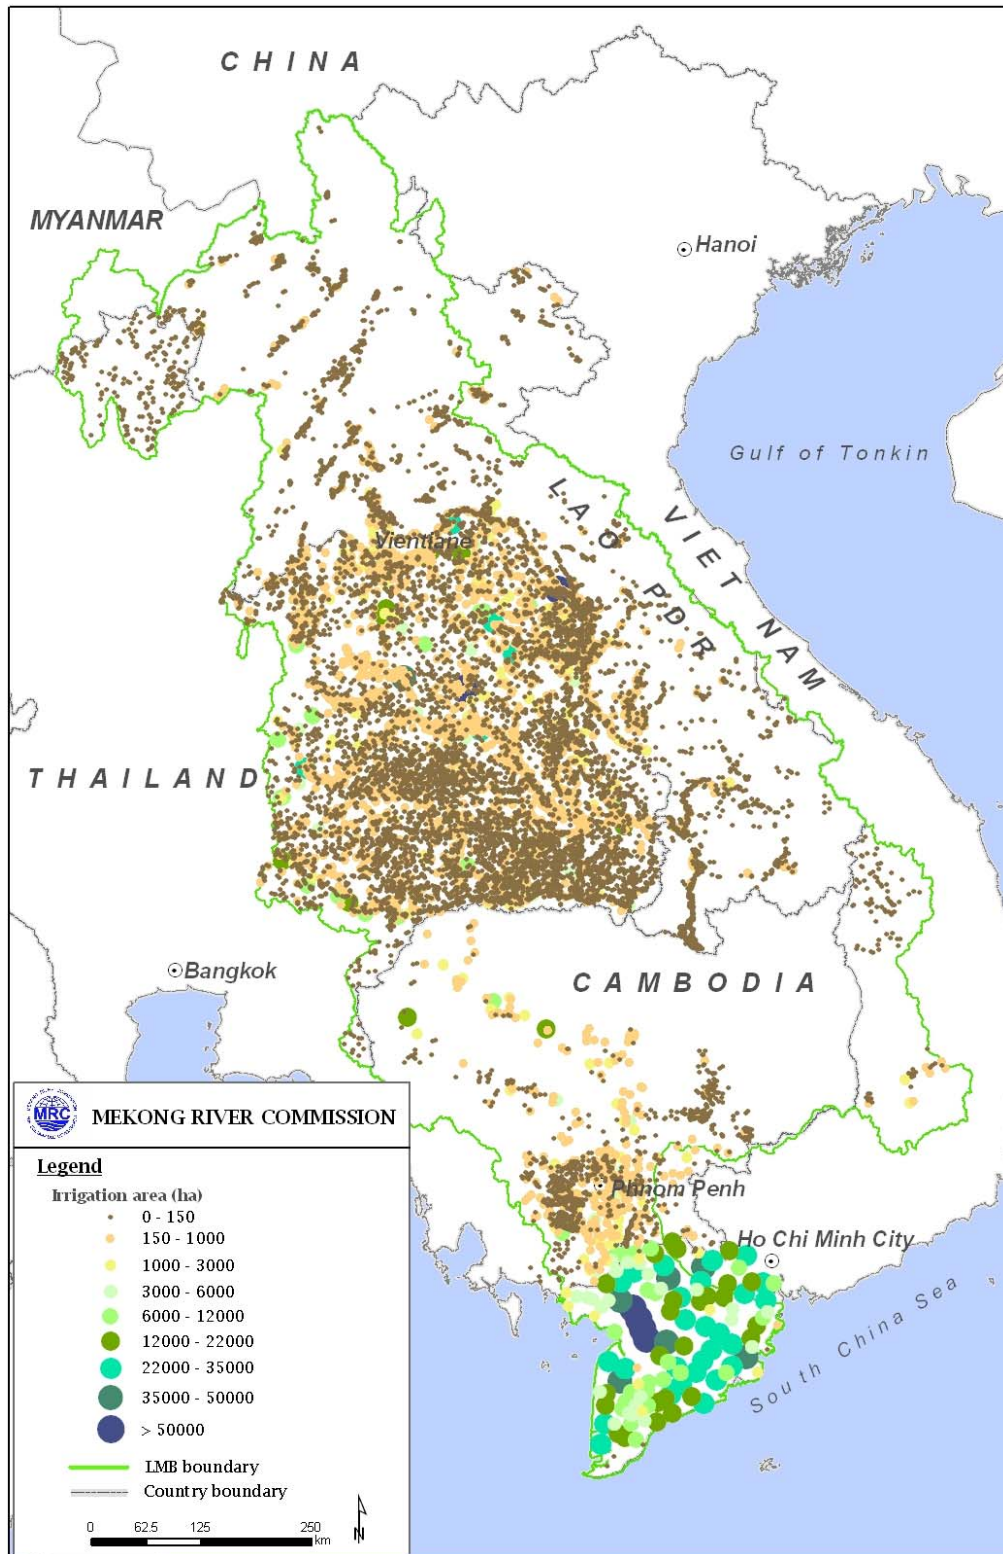 CHINA
MYANMAR
Hanoi
Gulf of Tonkin
LAO PDR
VIET NAM
Vientiane
THAILAND
Bangkok
CAMBODIA
Phnom Penh
Ho Chi Minh City
South China Sea
MRC
MEKONG RIVER COMMISSION
Legend
Irrigation area (ha)
0 - 150
150 - 1000
1000 - 3000
3000 - 6000
6000 - 12000
12000 - 22000
22000 - 35000
35000 - 50000
> 50000
LMB boundary
Country boundary
0 62.5 125 250
km
N